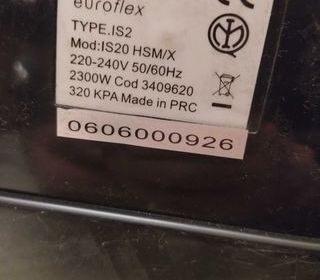 euroflex
TYPE.IS2
Mod:IS20 HSM/X
220-240V 50/60Hz
2300W Cod 3409620
320 KPA Made in PRC
0606000926